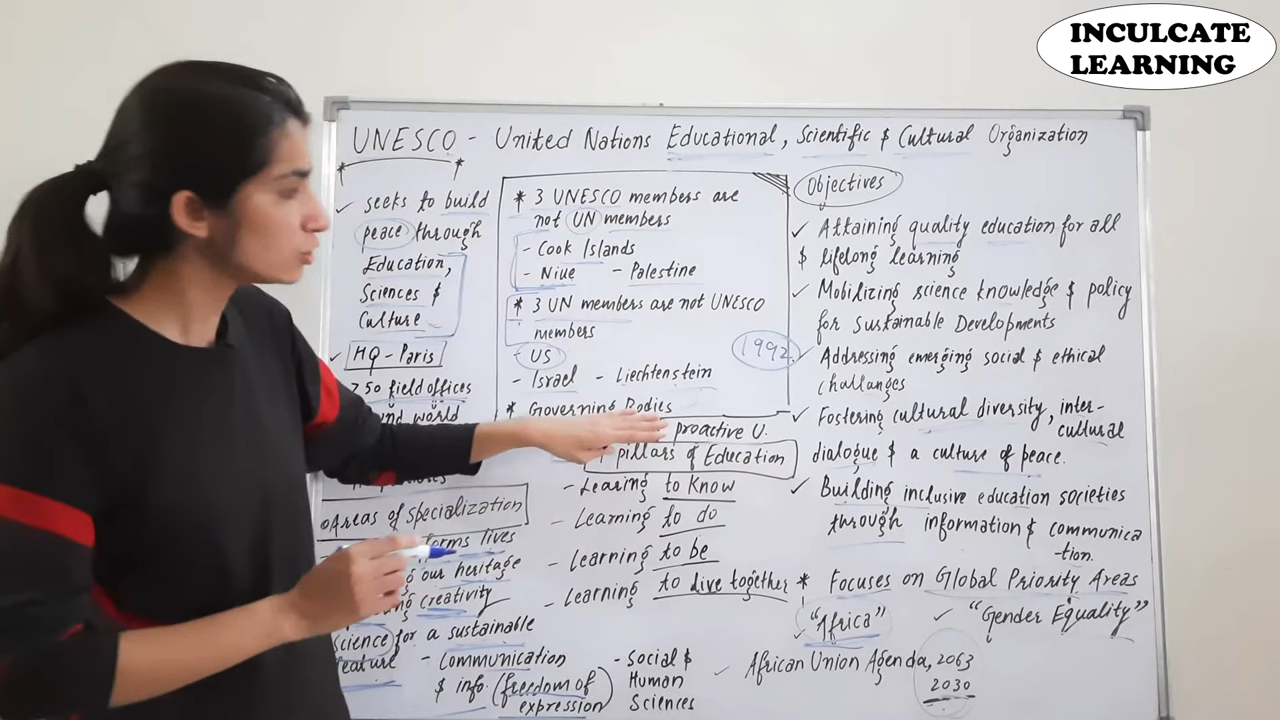 INCULCATE
LEARNING
UNESCO - United Nations Educational, Scientific & Cultural Organization
✓ seeks to build
peace through
Education,
Sciences &
Culture
✓ HQ - Paris
50 field offices
world
Areas of specialization
forms lives
our heritage
creativity
Science for a sustainable
feature
- Communication
& info. (freedom of
expression)
- Social &
Human
Sciences
* 3 UNESCO members are
not UN members
- Cook Islands
- Niue - Palestine
* 3 UN members are not UNESCO
members
- US
- Israel - Liechtenstein
1992
* Governing Bodies
proactive U.
pillars of Education
- Learing to Know
- Learning to do
- Learning to be
- Learning to live together
Objectives
✓ Attaining quality education for all
& lifelong learning
✓ Mobilizing science knowledge & policy
for Sustainable Developments
✓ Addressing emerging social & ethical
challanges
✓ Fostering cultural diversity, inter-
cultural
dialogue & a culture of peace.
✓ Building inclusive education societies
through information & communica
-tion.
* Focuses on Global Priority Areas
✓ "Africa" ✓ "Gender Equality"
✓ African Union Agenda, 2063
2030